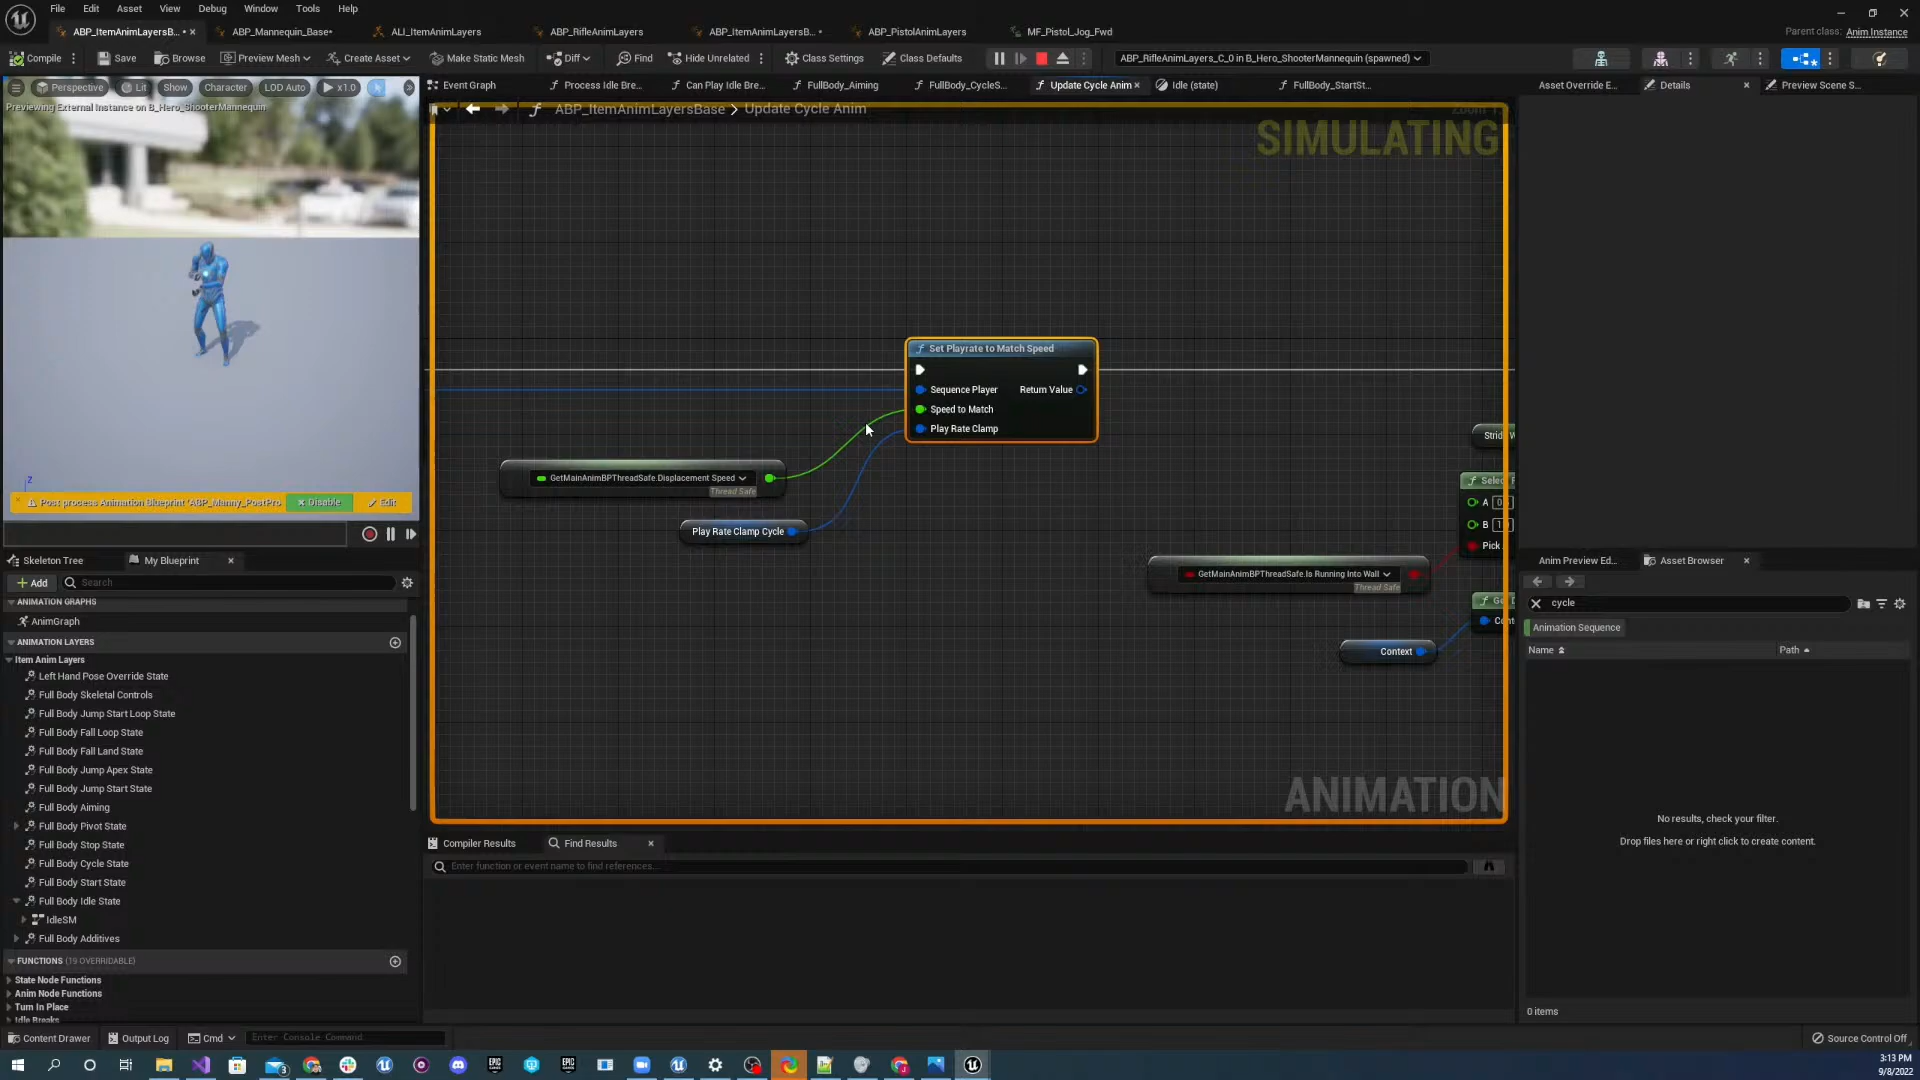 File Edit Asset View Debug Window Tools Help
ABP_ItemAnimLayersB... • ABP_Mannequin_Base• ALI_ItemAnimLayers ABP_RifleAnimLayers ABP_ItemAnimLayersB... • ABP_PistolAnimLayers MF_Pistol_Jog_Fwd
Parent class: Anim Instance
Compile Save Browse Preview Mesh Create Asset Make Static Mesh Diff Find Hide Unrelated Class Settings Class Defaults ABP_RifleAnimLayers_C_0 in B_Hero_ShooterMannequin (spawned)
Perspective Lit Show Character LOD Auto x1.0
Previewing External Instance on B_Hero_ShooterMannequin
Event Graph Process Idle Bre... Can Play Idle Bre... FullBody_Aiming FullBody_CycleS... Update Cycle Anim Idle (state) FullBody_StartSt...
Asset Override E... Details Preview Scene S...
ABP_ItemAnimLayersBase > Update Cycle Anim
SIMULATING
Set Playrate to Match Speed
Sequence Player Return Value
Speed to Match
Play Rate Clamp
GetMainAnimBPThreadSafe.Displacement Speed
Thread Safe
Play Rate Clamp Cycle
GetMainAnimBPThreadSafe.Is Running Into Wall
Thread Safe
Context
A
B
Pick
ANIMATION
Z
Post process Animation Blueprint 'ABP_Manny_PostPro Disable Edit
Skeleton Tree My Blueprint
Add Search
ANIMATION GRAPHS
AnimGraph
ANIMATION LAYERS
Item Anim Layers
Left Hand Pose Override State
Full Body Skeletal Controls
Full Body Jump Start Loop State
Full Body Fall Loop State
Full Body Fall Land State
Full Body Jump Apex State
Full Body Jump Start State
Full Body Aiming
Full Body Pivot State
Full Body Stop State
Full Body Cycle State
Full Body Start State
Full Body Idle State
IdleSM
Full Body Additives
FUNCTIONS (19 OVERRIDABLE)
State Node Functions
Anim Node Functions
Turn In Place
Idle Breaks
Compiler Results Find Results
Enter function or event name to find references...
Anim Preview Ed... Asset Browser
cycle
Animation Sequence
Name Path
No results, check your filter.
Drop files here or right click to create content.
0 items
Content Drawer Output Log Cmd Enter Console Command Source Control Off
3:13 PM
9/8/2022